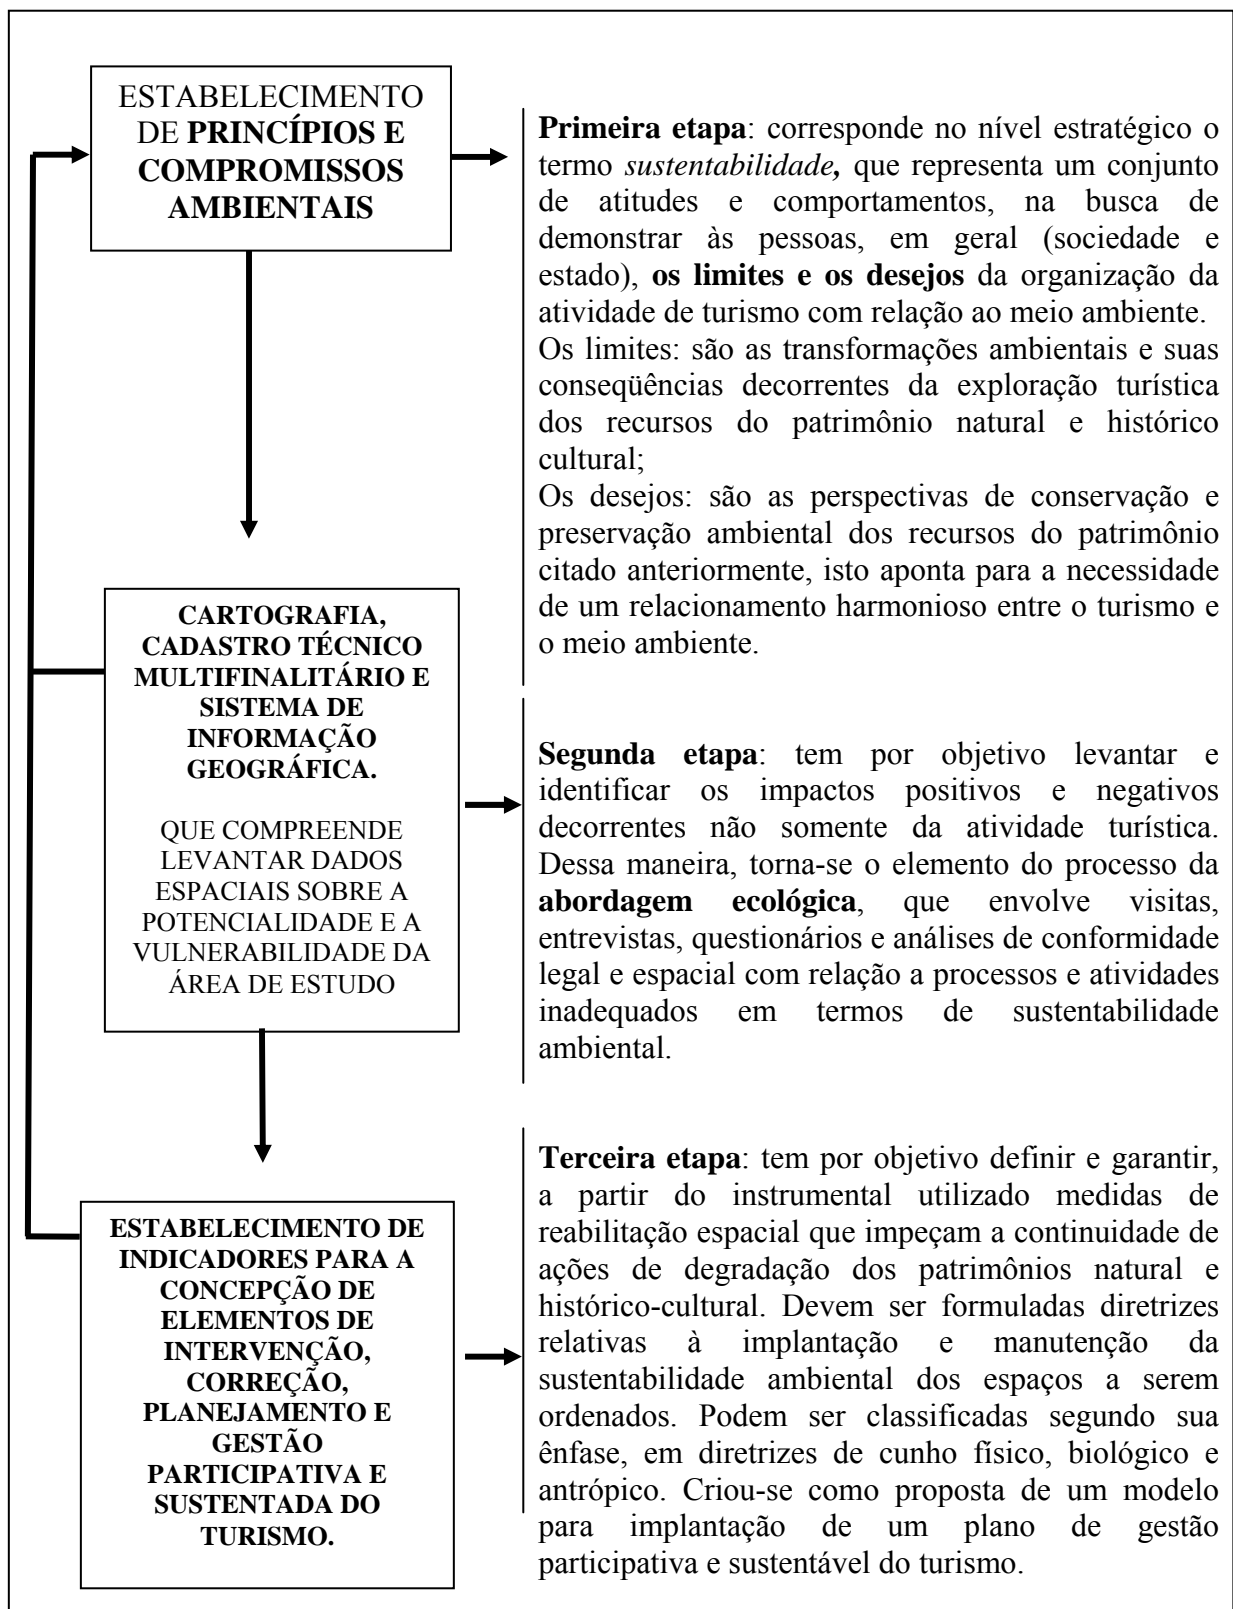 ESTABELECIMENTO
DE PRINCÍPIOS E
COMPROMISSOS
AMBIENTAIS
Primeira etapa: corresponde no nível estratégico o
termo sustentabilidade, que representa um conjunto
de atitudes e comportamentos, na busca de
demonstrar às pessoas, em geral (sociedade e
estado), os limites e os desejos da organização da
atividade de turismo com relação ao meio ambiente.
Os limites: são as transformações ambientais e suas
conseqüências decorrentes da exploração turística
dos recursos do patrimônio natural e histórico
cultural;
Os desejos: são as perspectivas de conservação e
preservação ambiental dos recursos do patrimônio
citado anteriormente, isto aponta para a necessidade
de um relacionamento harmonioso entre o turismo e
o meio ambiente.
CARTOGRAFIA,
CADASTRO TÉCNICO
MULTIFINALITÁRIO E
SISTEMA DE
INFORMAÇÃO
GEOGRÁFICA.
QUE COMPREENDE
LEVANTAR DADOS
ESPACIAIS SOBRE A
POTENCIALIDADE E A
VULNERABILIDADE DA
ÁREA DE ESTUDO
Segunda etapa: tem por objetivo levantar e
identificar os impactos positivos e negativos
decorrentes não somente da atividade turística.
Dessa maneira, torna-se o elemento do processo da
abordagem ecológica, que envolve visitas,
entrevistas, questionários e análises de conformidade
legal e espacial com relação a processos e atividades
inadequados em termos de sustentabilidade
ambiental.
ESTABELECIMENTO DE
INDICADORES PARA A
CONCEPÇÃO DE
ELEMENTOS DE
INTERVENÇÃO,
CORREÇÃO,
PLANEJAMENTO E
GESTÃO
PARTICIPATIVA E
SUSTENTADA DO
TURISMO.
Terceira etapa: tem por objetivo definir e garantir,
a partir do instrumental utilizado medidas de
reabilitação espacial que impeçam a continuidade de
ações de degradação dos patrimônios natural e
histórico-cultural. Devem ser formuladas diretrizes
relativas à implantação e manutenção da
sustentabilidade ambiental dos espaços a serem
ordenados. Podem ser classificadas segundo sua
ênfase, em diretrizes de cunho físico, biológico e
antrópico. Criou-se como proposta de um modelo
para implantação de um plano de gestão
participativa e sustentável do turismo.